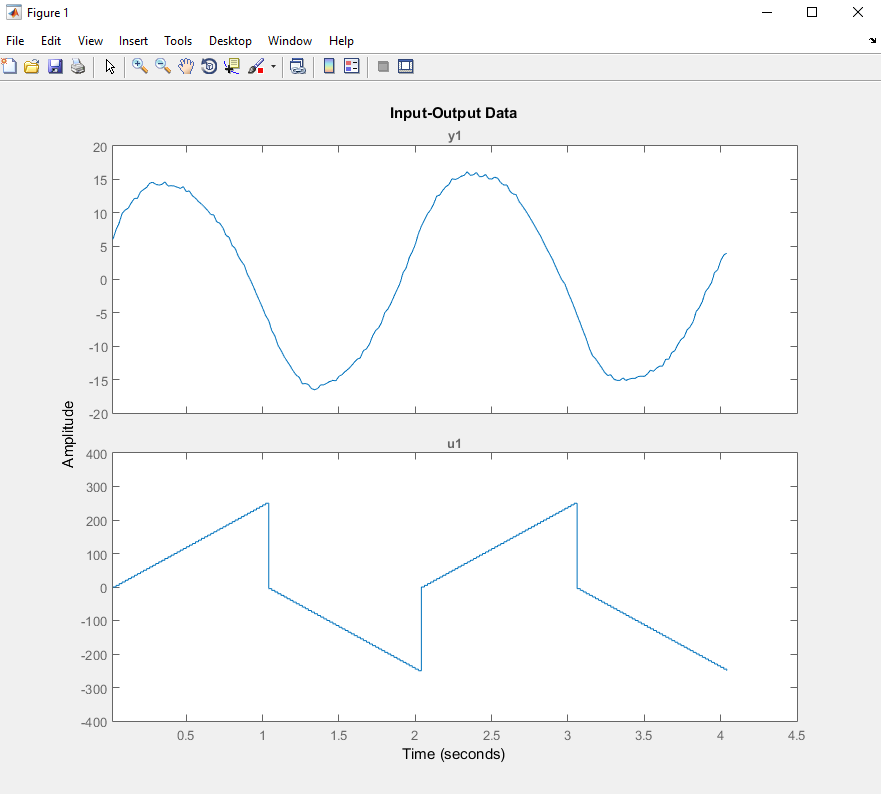 Figure 1
File Edit View Insert Tools Desktop Window Help
Input-Output Data
y1
20
15
10
5
0
-5
-10
-15
-20
Amplitude
u1
400
300
200
100
0
-100
-200
-300
-400
0.5 1 1.5 2 2.5 3 3.5 4 4.5
Time (seconds)